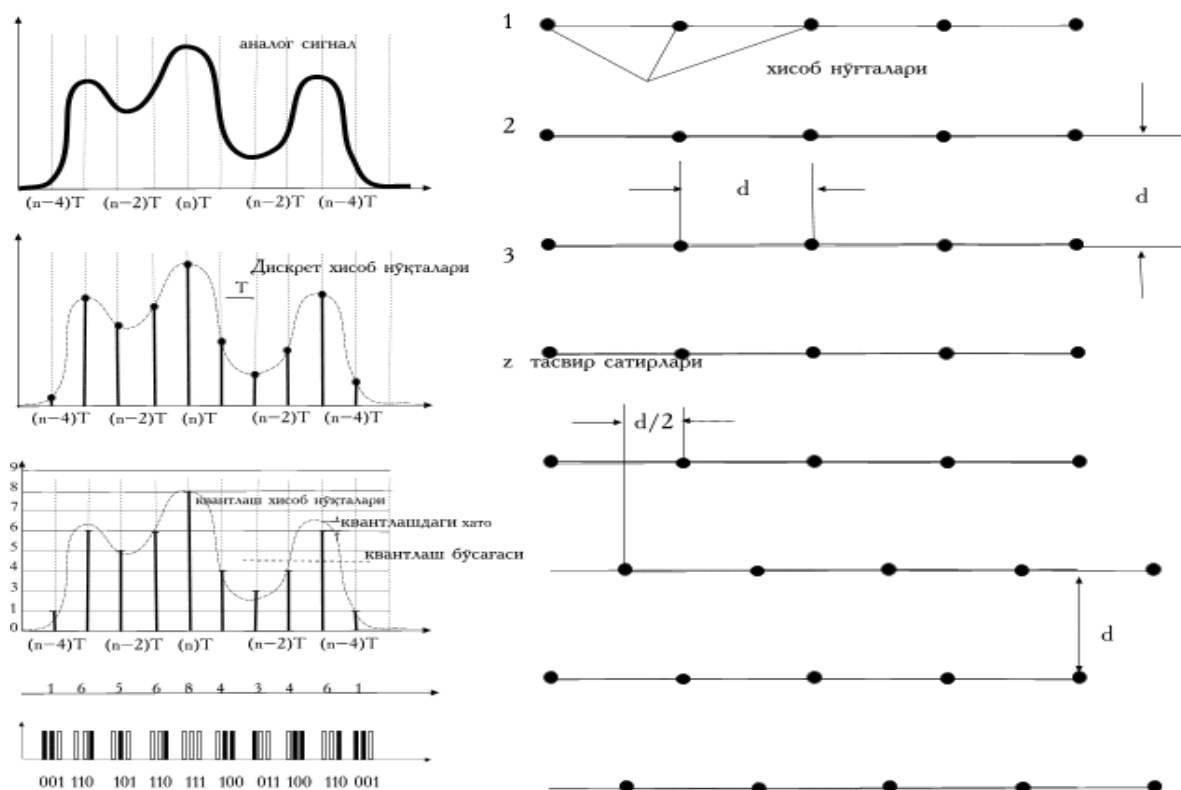 аналог сигнал
(n−4)T (n−2)T (n)T (n−2)T (n−4)T
Дискрет хисоб нўқталари
T
(n−4)T (n−2)T (n)T (n−2)T (n−4)T
9
8
7
6
5
4
3
1
0
квантлаш хисоб нўқталари
квантлашдаги хато
квантлаш бўсағаси
(n−4)T (n−2)T (n)T (n−2)T (n−4)T
1 6 5 6 8 4 3 4 6 1
001 110 101 110 111 100 011 100 110 001
1
хисоб нўғталари
2
d
d
3
z тасвир сатирлари
d/2
d